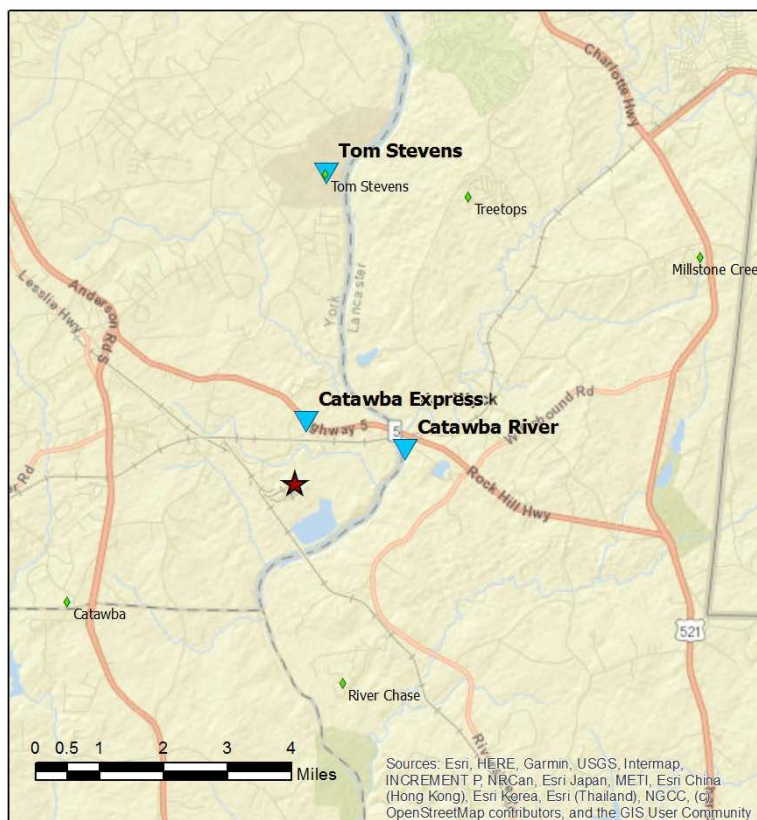 Charlotte Hwy
Tom Stevens
Tom Stevens
Treetops
Millstone Cree
York
Lancaster
Lesslie Hwy
Anderson Rd S
Catawba Express
Highway 5
5
Catawba River
Rock Hill Hwy
Catawba
521
River Chase
0 0.5 1 2 3 4
Miles
Sources: Esri, HERE, Garmin, USGS, Intermap,
INCREMENT P, NRCan, Esri Japan, METI, Esri China
(Hong Kong), Esri Korea, Esri (Thailand), NGCC, (c)
OpenStreetMap contributors, and the GIS User Community